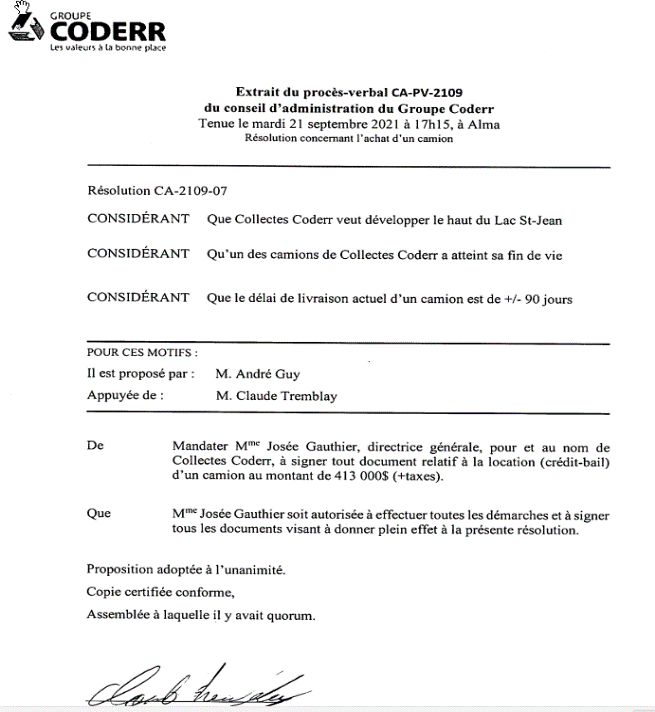 GROUPE
CODERR
Les valeurs à la bonne place
Extrait du procès-verbal CA-PV-2109
du conseil d'administration du Groupe Coderr
Tenue le mardi 21 septembre 2021 à 17h15, à Alma
Résolution concernant l'achat d'un camion
Résolution CA-2109-07
CONSIDÉRANT Que Collectes Coderr veut développer le haut du Lac St-Jean
CONSIDÉRANT Qu'un des camions de Collectes Coderr a atteint sa fin de vie
CONSIDÉRANT Que le délai de livraison actuel d'un camion est de +/- 90 jours
POUR CES MOTIFS :
Il est proposé par : M. André Guy
Appuyée de : M. Claude Tremblay
De Mandater Mme Josée Gauthier, directrice générale, pour et au nom de
Collectes Coderr, à signer tout document relatif à la location (crédit-bail)
d'un camion au montant de 413 000$ (+taxes).
Que Mme Josée Gauthier soit autorisée à effectuer toutes les démarches et à signer
tous les documents visant à donner plein effet à la présente résolution.
Proposition adoptée à l'unanimité.
Copie certifiée conforme,
Assemblée à laquelle il y avait quorum.